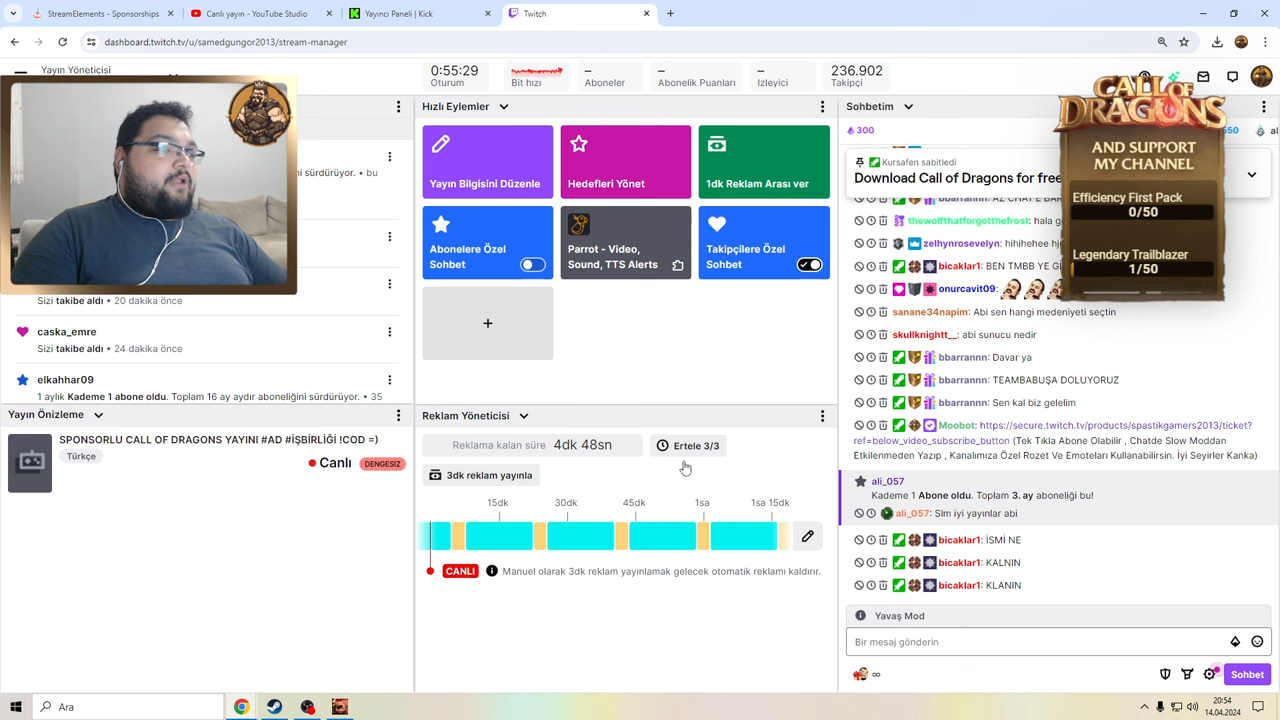 StreamElements - Sponsorships
Canlı yayın - YouTube Studio
Yayıncı Paneli | Kick
Twitch
dashboard.twitch.tv/u/samedgungor2013/stream-manager
Yayın Yöneticisi
0:55:29
Oturum
Bit hızı
–
Aboneler
–
Abonelik Puanları
–
Izleyici
236.902
Takipçi
ni sürdürüyor. • bu
Sizi takibe aldı • 20 dakika önce
caska_emre
Sizi takibe aldı • 24 dakika önce
elkahhar09
1 aylık Kademe 1 abone oldu. Toplam 16 ay aydır aboneliğini sürdürüyor. • 35
Hızlı Eylemler
Yayın Bilgisini Düzenle
Hedefleri Yönet
1dk Reklam Arası ver
Abonelere Özel
Sohbet
Parrot - Video,
Sound, TTS Alerts
Takipçilere Özel
Sohbet
+
Yayın Önizleme
SPONSORLU CALL OF DRAGONS YAYINI #AD #İŞBİRLİĞİ !COD =)
Türkçe
Canlı
DENGESİZ
Reklam Yöneticisi
Reklama kalan süre 4dk 48sn
Ertele 3/3
3dk reklam yayınla
15dk 30dk 45dk 1sa 1sa 15dk
CANLI
Manuel olarak 3dk reklam yayınlamak gelecek otomatik reklamı kaldırır.
Sohbetim
300
650
al
Kursafen sabitledi
Download Call of Dragons for free
CALL OF
DRAGONS
AND SUPPORT
MY CHANNEL
Efficiency First Pack
0/50
Legendary Trailblazer
1/50
thewolfthatforgotthefrost: hala g
zelhynrosevelyn: hihihehee hj
bicaklar1: BEN TMBB YE Gİ
onurcavit09:
sanane34napim: Abi sen hangi medeniyeti seçtin
skullknightt__: abi sunucu nedir
bbarrannn: Davar ya
bbarrannn: TEAMBABUŞA DOLUYORUZ
bbarrannn: Sen kal biz gelelim
Moobot: https://secure.twitch.tv/products/spastikgamers2013/ticket?
ref=below_video_subscribe_button (Tek Tıkla Abone Olabilir , Chatde Slow Moddan
Etkilenmeden Yazıp , Kanalımıza Özel Rozet Ve Emoteları Kullanabilirsin. İyi Seyirler Kanka)
ali_057
Kademe 1 Abone oldu. Toplam 3. ay aboneliği bu!
ali_057: Slm iyi yayınlar abi
bicaklar1: İSMİ NE
bicaklar1: KALNIN
bicaklar1: KLANIN
Yavaş Mod
Bir mesaj gönderin
∞
Sohbet
Ara
20:54
14.04.2024